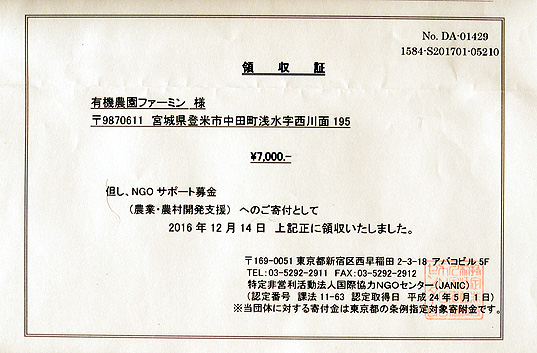 No. DA-01429
1584-S201701-05210
領 収 証
有機農園ファーミン 様
〒9870611 宮城県登米市中田町浅水字西川面 195
¥7,000.-
但し、NGO サポート募金
（農業・農村開発支援） へのご寄付として
2016 年 12 月 14 日 上記正に領収いたしました。
〒169-0051 東京都新宿区西早稲田 2-3-18 アバコビル 5F
TEL:03-5292-2911 FAX:03-5292-2912
特定非営利活動法人国際協力NGOセンター(JANIC)
(認定番号 課法 11-63 認定取得日 平成 24 年 5 月 1 日)
※当団体に対する寄付金は東京都の条例指定対象寄附金です。